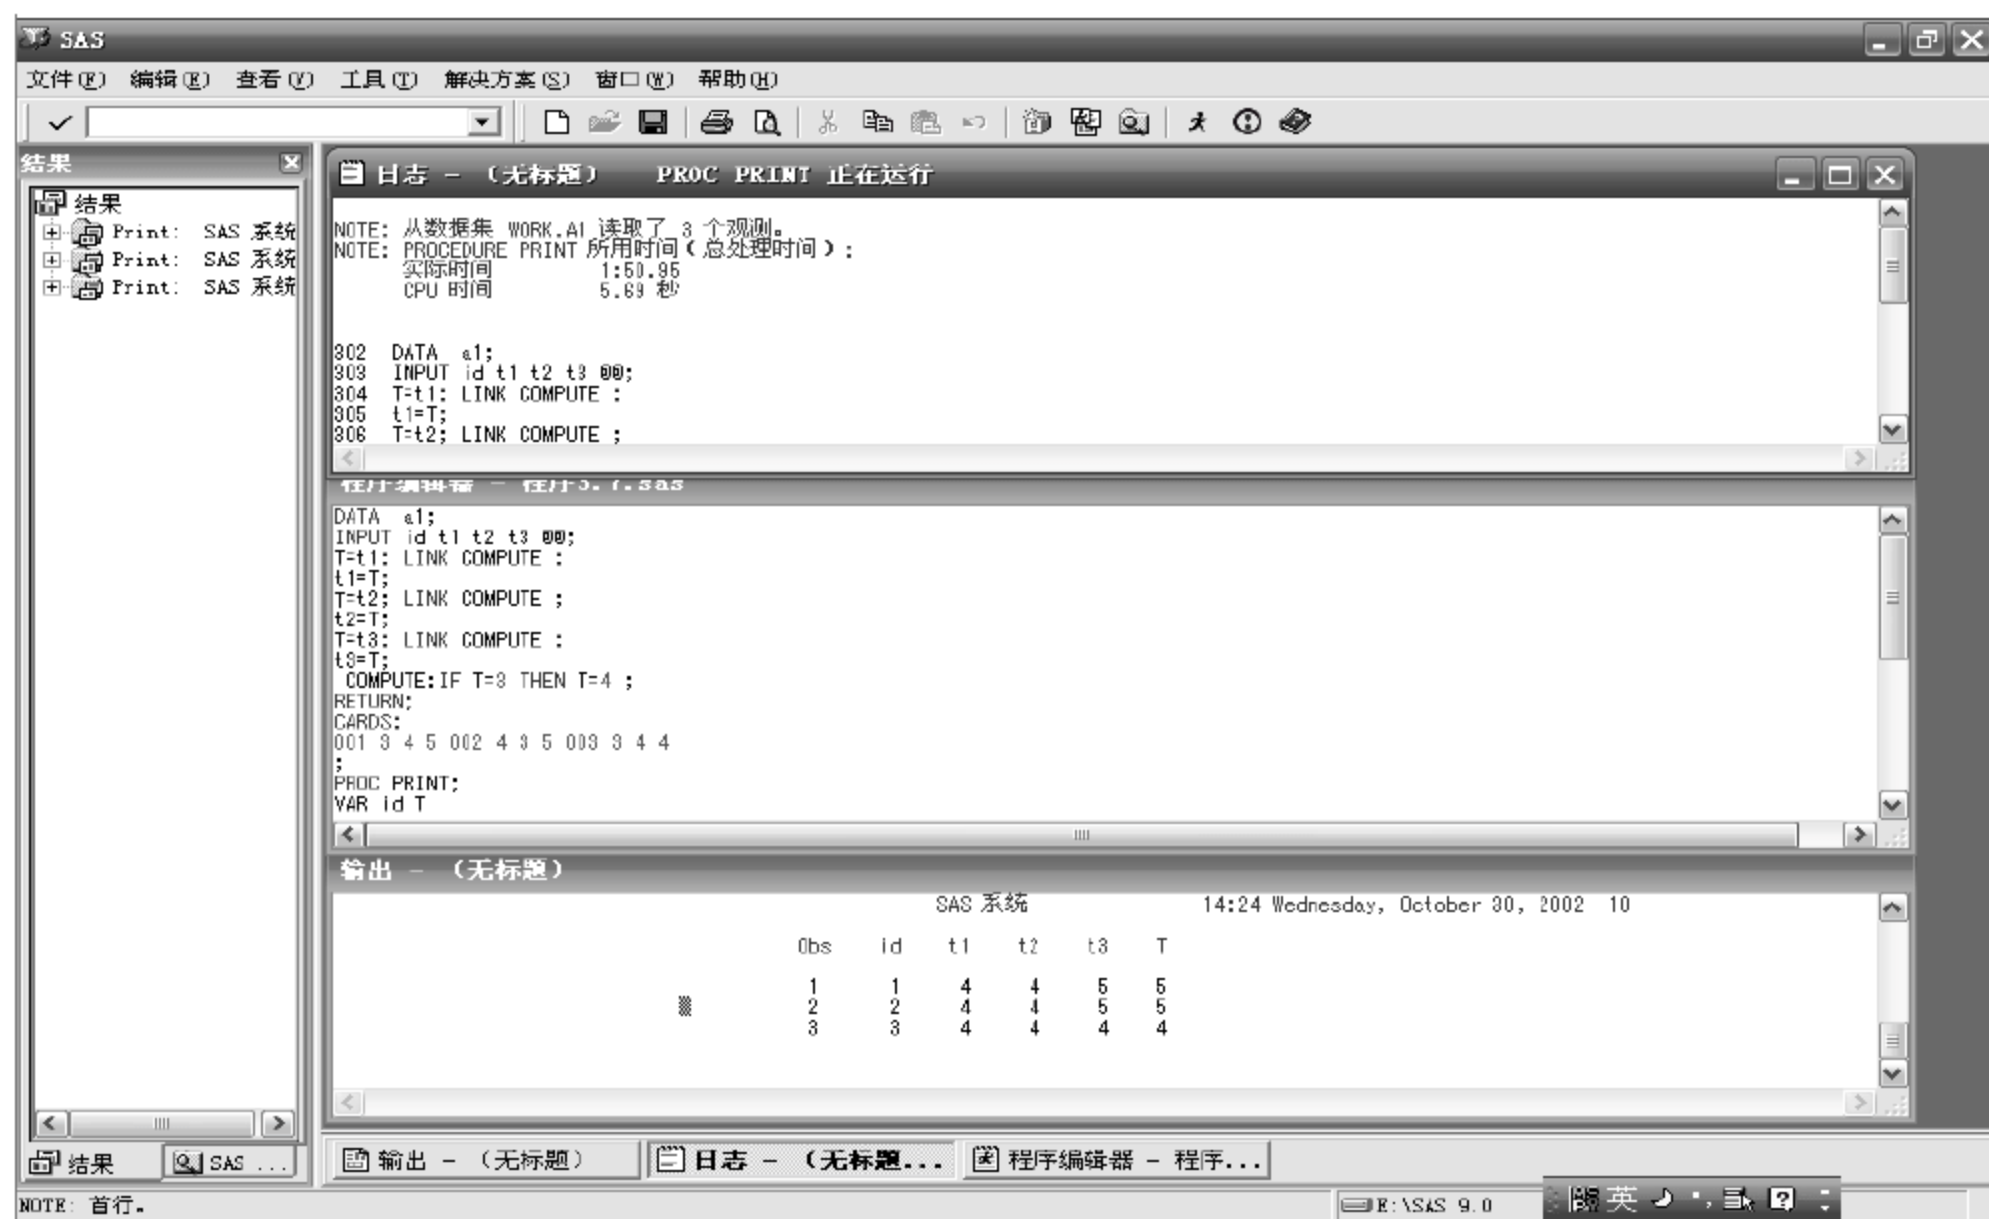 SAS
文件(F) 编辑(E) 查看(V) 工具(T) 解决方案(S) 窗口(W) 帮助(H)
结果
结果
Print: SAS 系统
Print: SAS 系统
Print: SAS 系统
日志 - (无标题) PROC PRINT 正在运行
NOTE: 从数据集 WORK.A1 读取了 3 个观测。
NOTE: PROCEDURE PRINT 所用时间(总处理时间):
实际时间 1:50.95
CPU 时间 5.69 秒
302 DATA a1;
303 INPUT id t1 t2 t3 @@;
304 T=t1; LINK COMPUTE ;
305 t1=T;
306 T=t2; LINK COMPUTE ;
程序编辑器 - 程序3.7.sas
DATA a1;
INPUT id t1 t2 t3 @@;
T=t1; LINK COMPUTE ;
t1=T;
T=t2; LINK COMPUTE ;
t2=T;
T=t3; LINK COMPUTE ;
t3=T;
COMPUTE:IF T=3 THEN T=4 ;
RETURN;
CARDS;
001 3 4 5 002 4 3 5 003 3 4 4
;
PROC PRINT;
VAR id T
输出 - (无标题)
SAS 系统 14:24 Wednesday, October 30, 2002 10
Obs id t1 t2 t3 T
1 1 4 4 5 5
2 2 4 4 5 5
3 3 4 4 4 4
结果 SAS ...
输出 - (无标题) 日志 - (无标题... 程序编辑器 - 程序...
NOTE: 首行。
E:\SAS 9.0
英